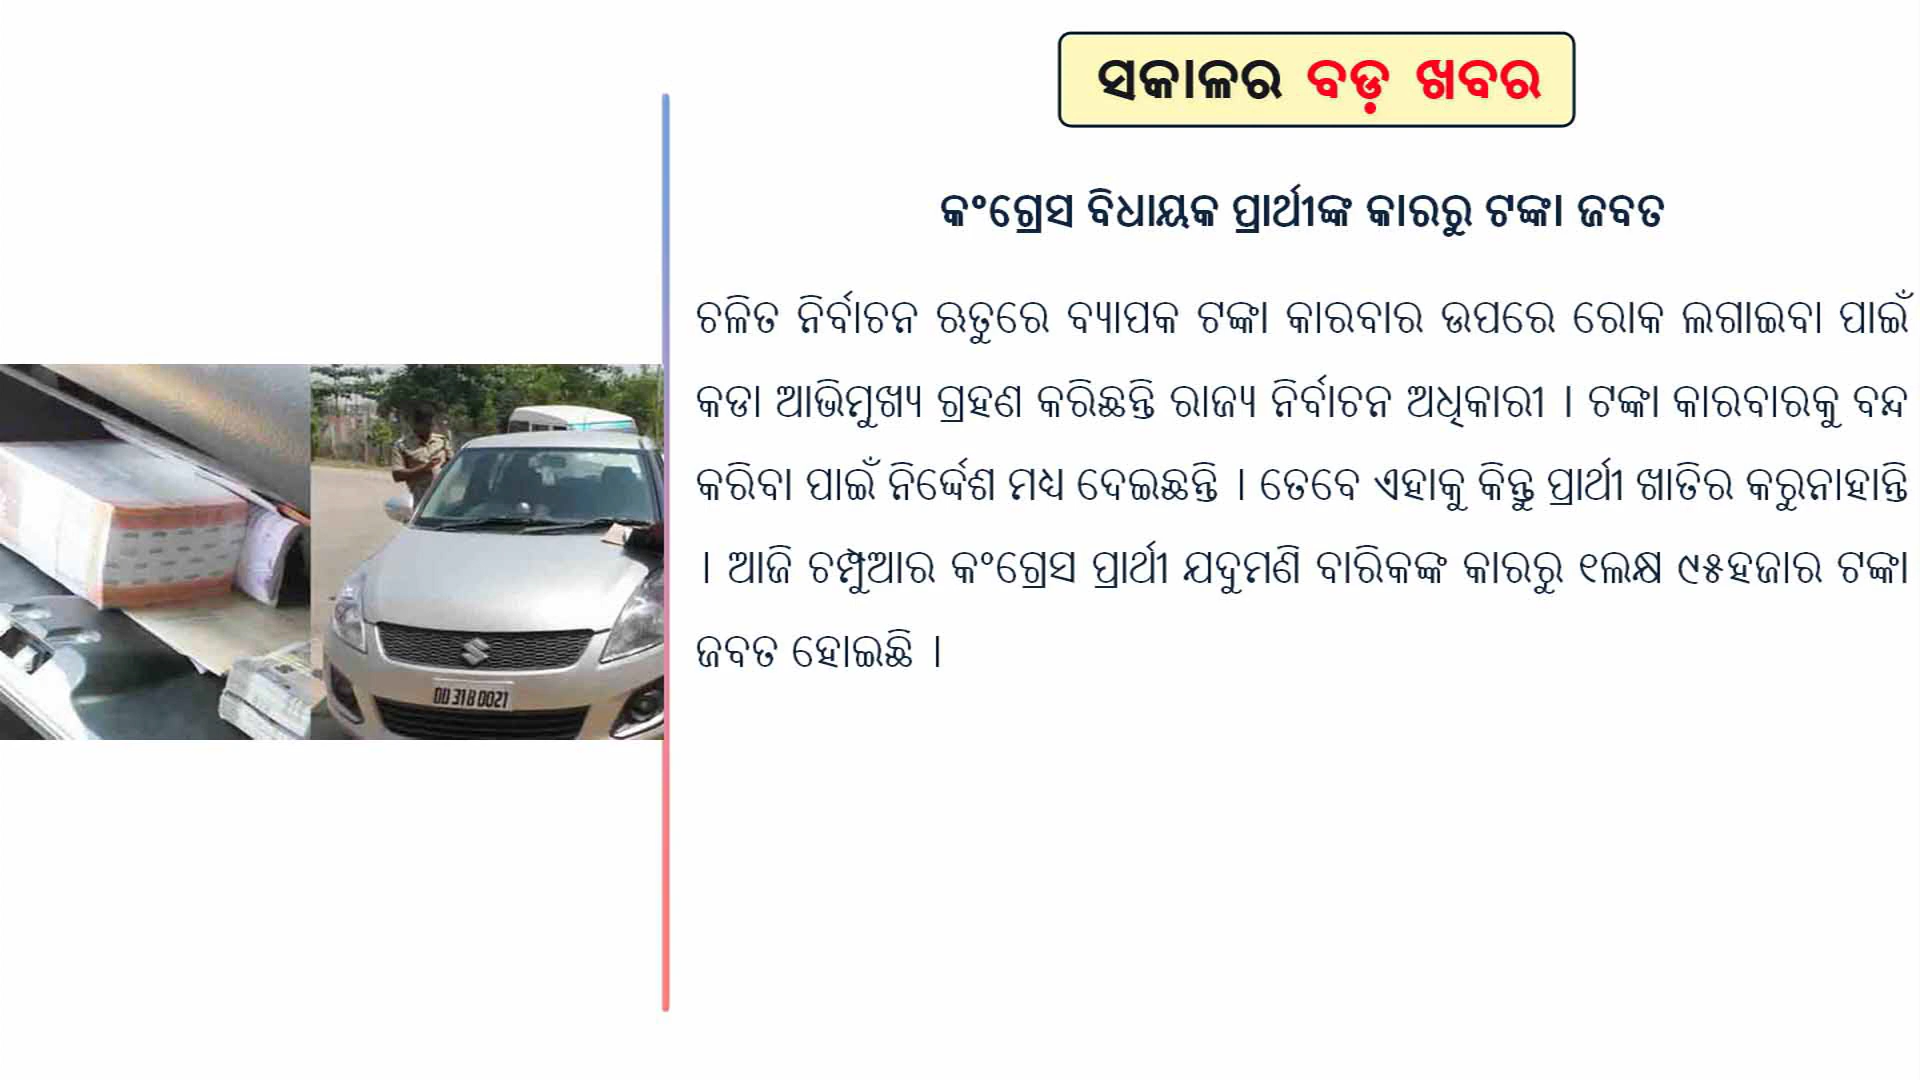 ସକାଳର ବଡ଼ ଖବର
କଂଗ୍ରେସ ବିଧାୟକ ପ୍ରାର୍ଥୀଙ୍କ କାରରୁ ଟଙ୍କା ଜବତ
ଚଳିତ ନିର୍ବାଚନ ଋତୁରେ ବ୍ୟାପକ ଟଙ୍କା କାରବାର ଉପରେ ରୋକ ଲଗାଇବା ପାଇଁ
କଡା ଆଭିମୁଖ୍ୟ ଗ୍ରହଣ କରିଛନ୍ତି ରାଜ୍ୟ ନିର୍ବାଚନ ଅଧିକାରୀ । ଟଙ୍କା କାରବାରକୁ ବନ୍ଦ
କରିବା ପାଇଁ ନିର୍ଦ୍ଦେଶ ମଧ୍ୟ ଦେଇଛନ୍ତି । ତେବେ ଏହାକୁ କିନ୍ତୁ ପ୍ରାର୍ଥୀ ଖାତିର କରୁନାହାନ୍ତି
। ଆଜି ଚମ୍ପୁଆର କଂଗ୍ରେସ ପ୍ରାର୍ଥୀ ଯଦୁମଣି ବାରିକଙ୍କ କାରରୁ ୧ଲକ୍ଷ ୯୫ହଜାର ଟଙ୍କା
ଜବତ ହୋଇଛି ।
OD 31 B 0021